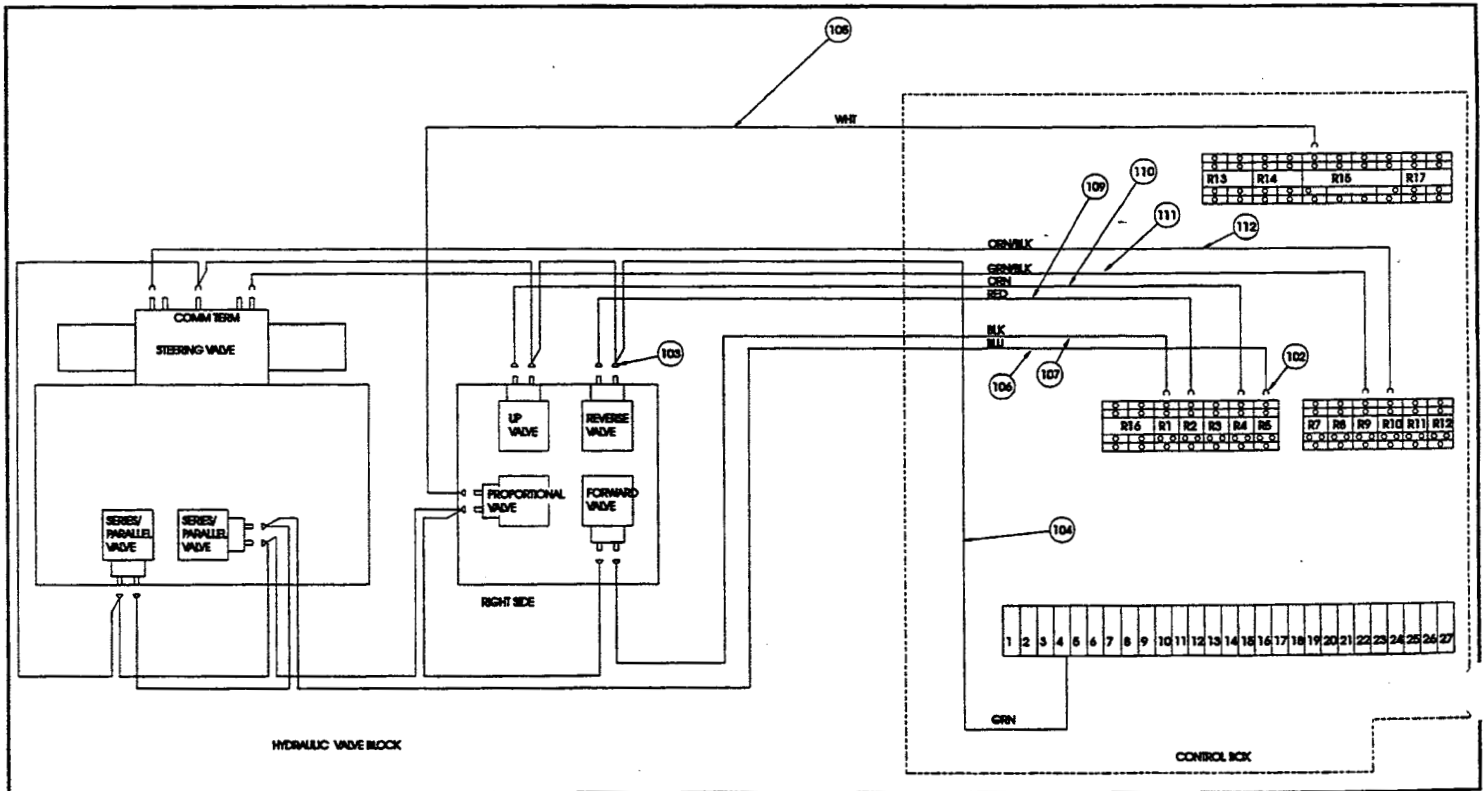 105
WHT
R13 R14 R15 R17
110
109
111
112
ORN/BLK
GRN/BLK
ORN
RED
COMM TERM
STEERING VALVE
BLK
BLU
103
102
107
106
UP
VALVE
REVERSE
VALVE
R16 R1 R2 R3 R4 R5
R7 R8 R9 R10 R11 R12
PROPORTIONAL
VALVE
FORWARD
VALVE
SERIES/
PARALLEL
VALVE
SERIES/
PARALLEL
VALVE
104
RIGHT SIDE
1 2 3 4 5 6 7 8 9 10 11 12 13 14 15 16 17 18 19 20 21 22 23 24 25 26 27
GRN
HYDRAULIC VALVE BLOCK
CONTROL BOX